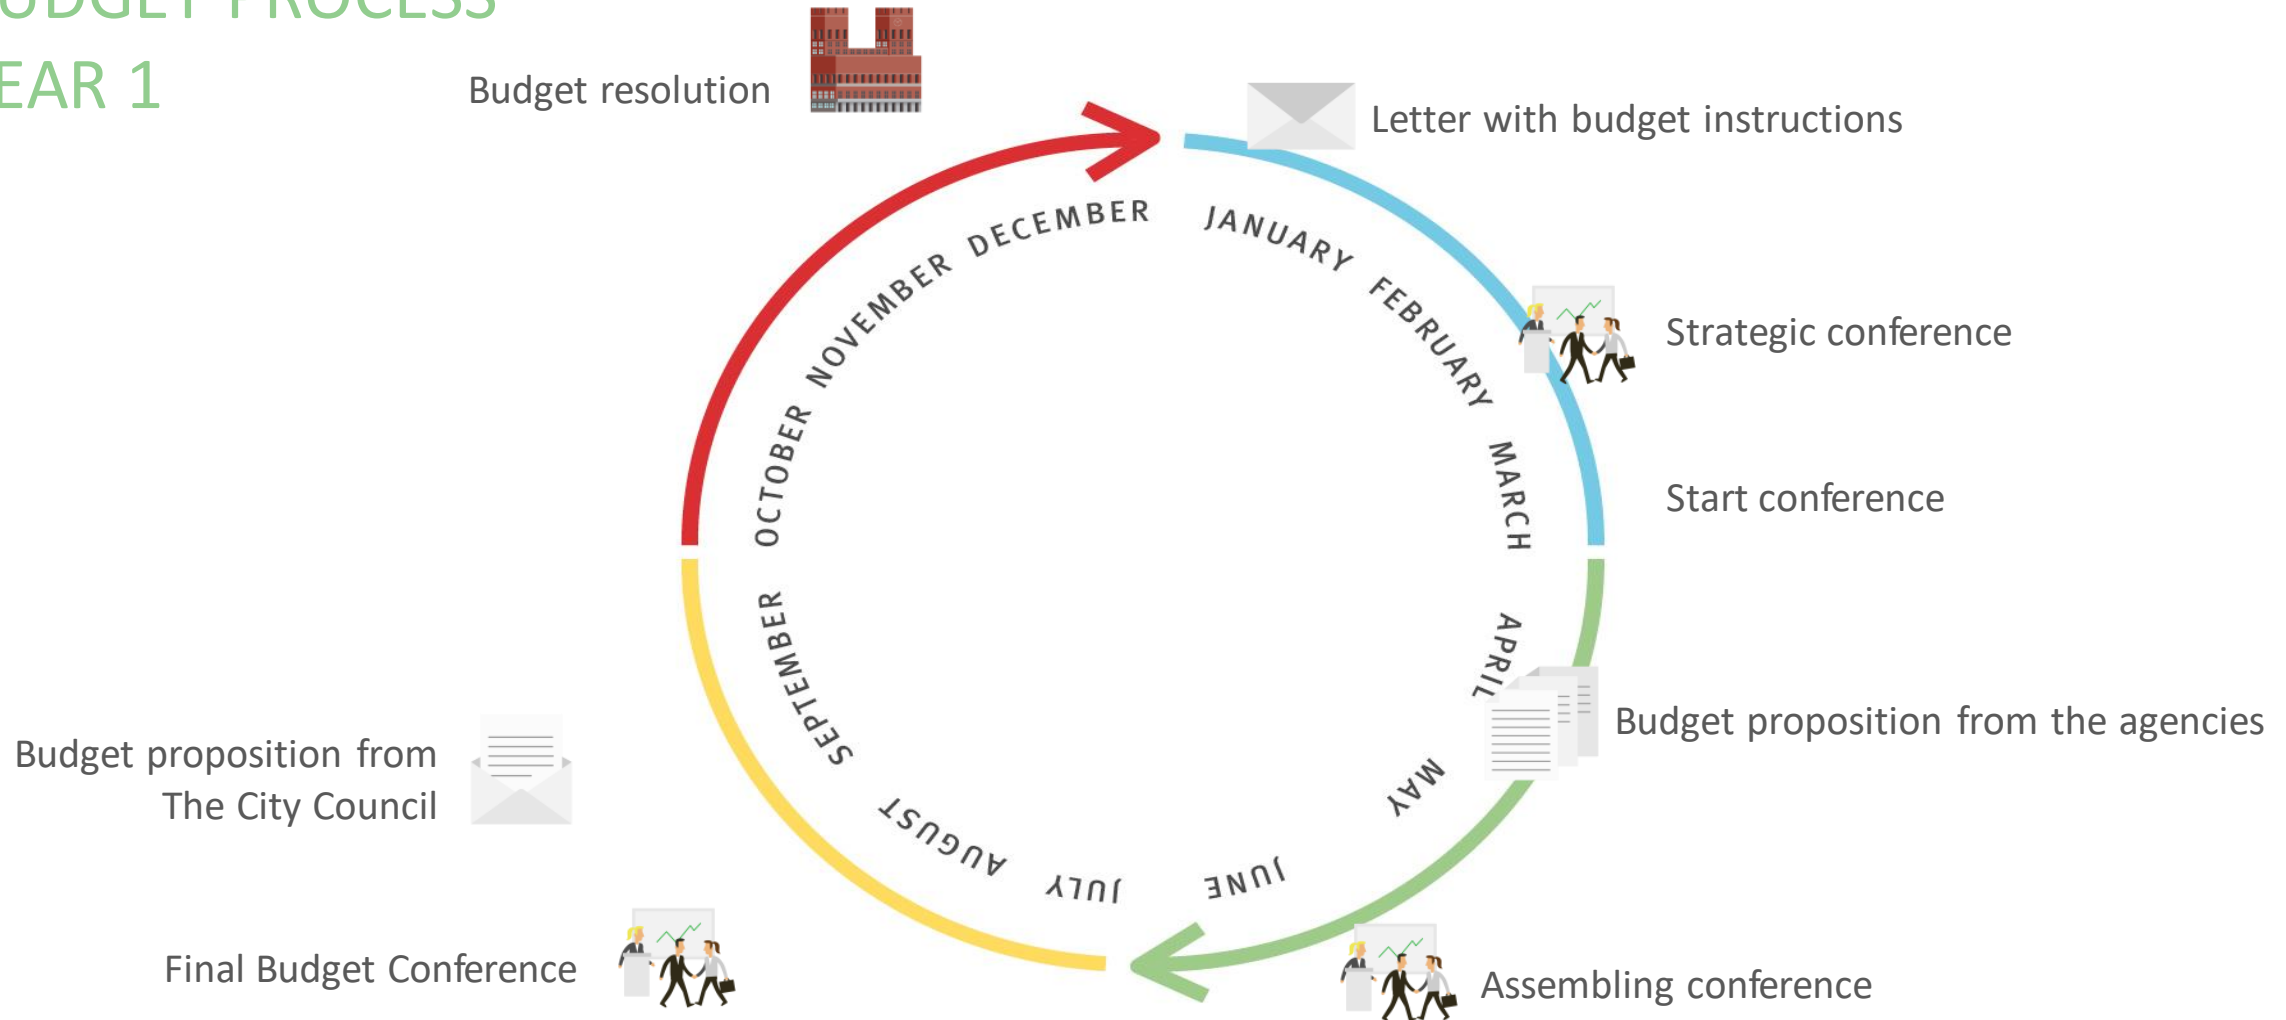 UDGET PROCESS
EAR 1
Budget resolution
Letter with budget instructions
Strategic conference
Start conference
Budget proposition from the agencies
Assembling conference
Final Budget Conference
Budget proposition from
The City Council
JANUARY
FEBRUARY
MARCH
APRIL
MAY
JUNE
JULY
AUGUST
SEPTEMBER
OCTOBER
NOVEMBER
DECEMBER